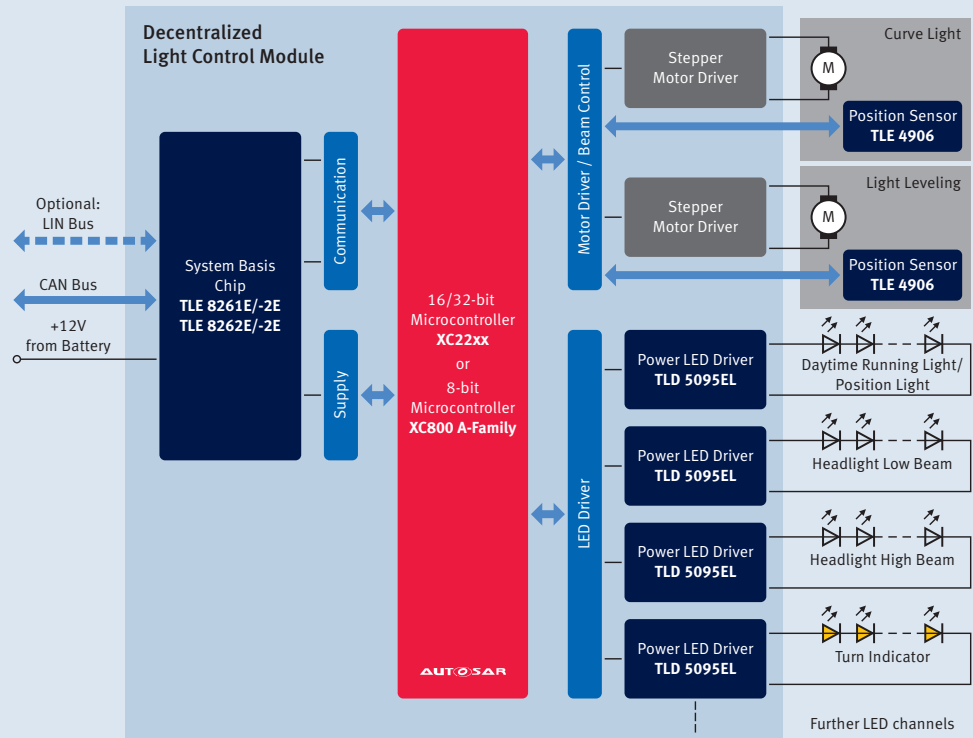 Decentralized
Light Control Module
Optional:
LIN Bus
CAN Bus
+12V
from Battery
System Basis
Chip
TLE 8261E/-2E
TLE 8262E/-2E
Communication
Supply
16/32-bit
Microcontroller
XC22xx
or
8-bit
Microcontroller
XC800 A-Family
AUTOSAR
Motor Driver / Beam Control
LED Driver
Stepper
Motor Driver
Curve Light
M
Position Sensor
TLE 4906
Stepper
Motor Driver
Light Leveling
M
Position Sensor
TLE 4906
Power LED Driver
TLD 5095EL
Daytime Running Light/
Position Light
Power LED Driver
TLD 5095EL
Headlight Low Beam
Power LED Driver
TLD 5095EL
Headlight High Beam
Power LED Driver
TLD 5095EL
Turn Indicator
Further LED channels